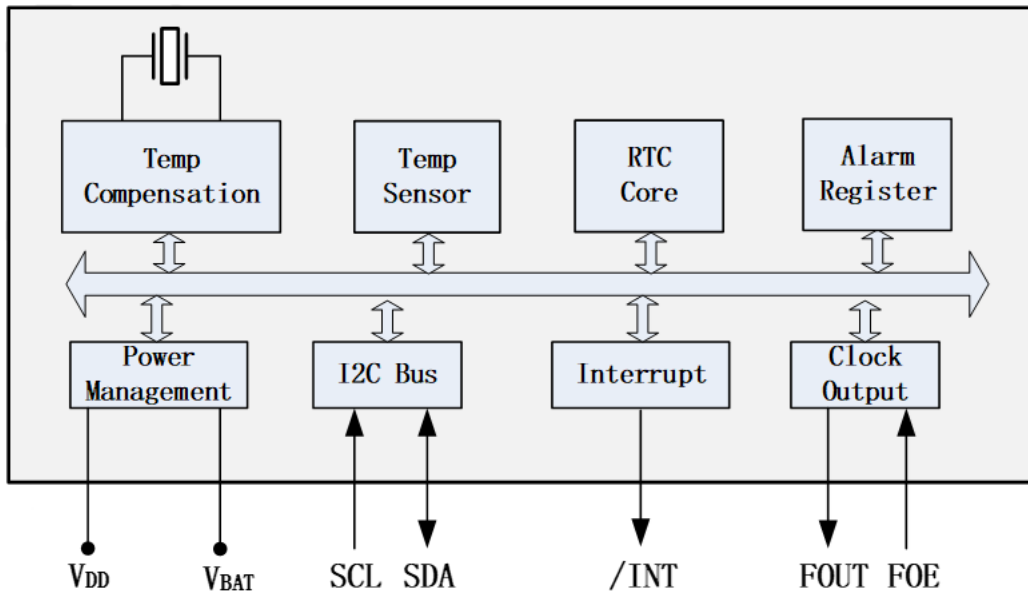 Temp
Compensation
Temp
Sensor
RTC
Core
Alarm
Register
Power
Management
I2C Bus
Interrupt
Clock
Output
VDD
VBAT
SCL SDA
/INT
FOUT FOE